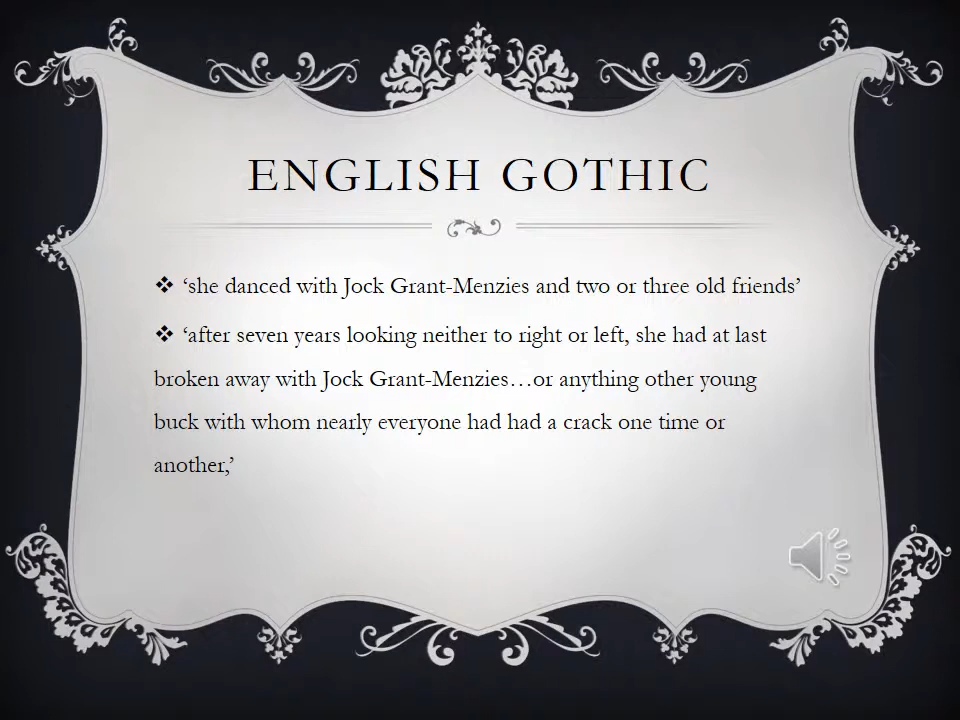 ENGLISH GOTHIC
❖ ‘she danced with Jock Grant-Menzies and two or three old friends’
❖ ‘after seven years looking neither to right or left, she had at last
broken away with Jock Grant-Menzies…or anything other young
buck with whom nearly everyone had had a crack one time or
another,’